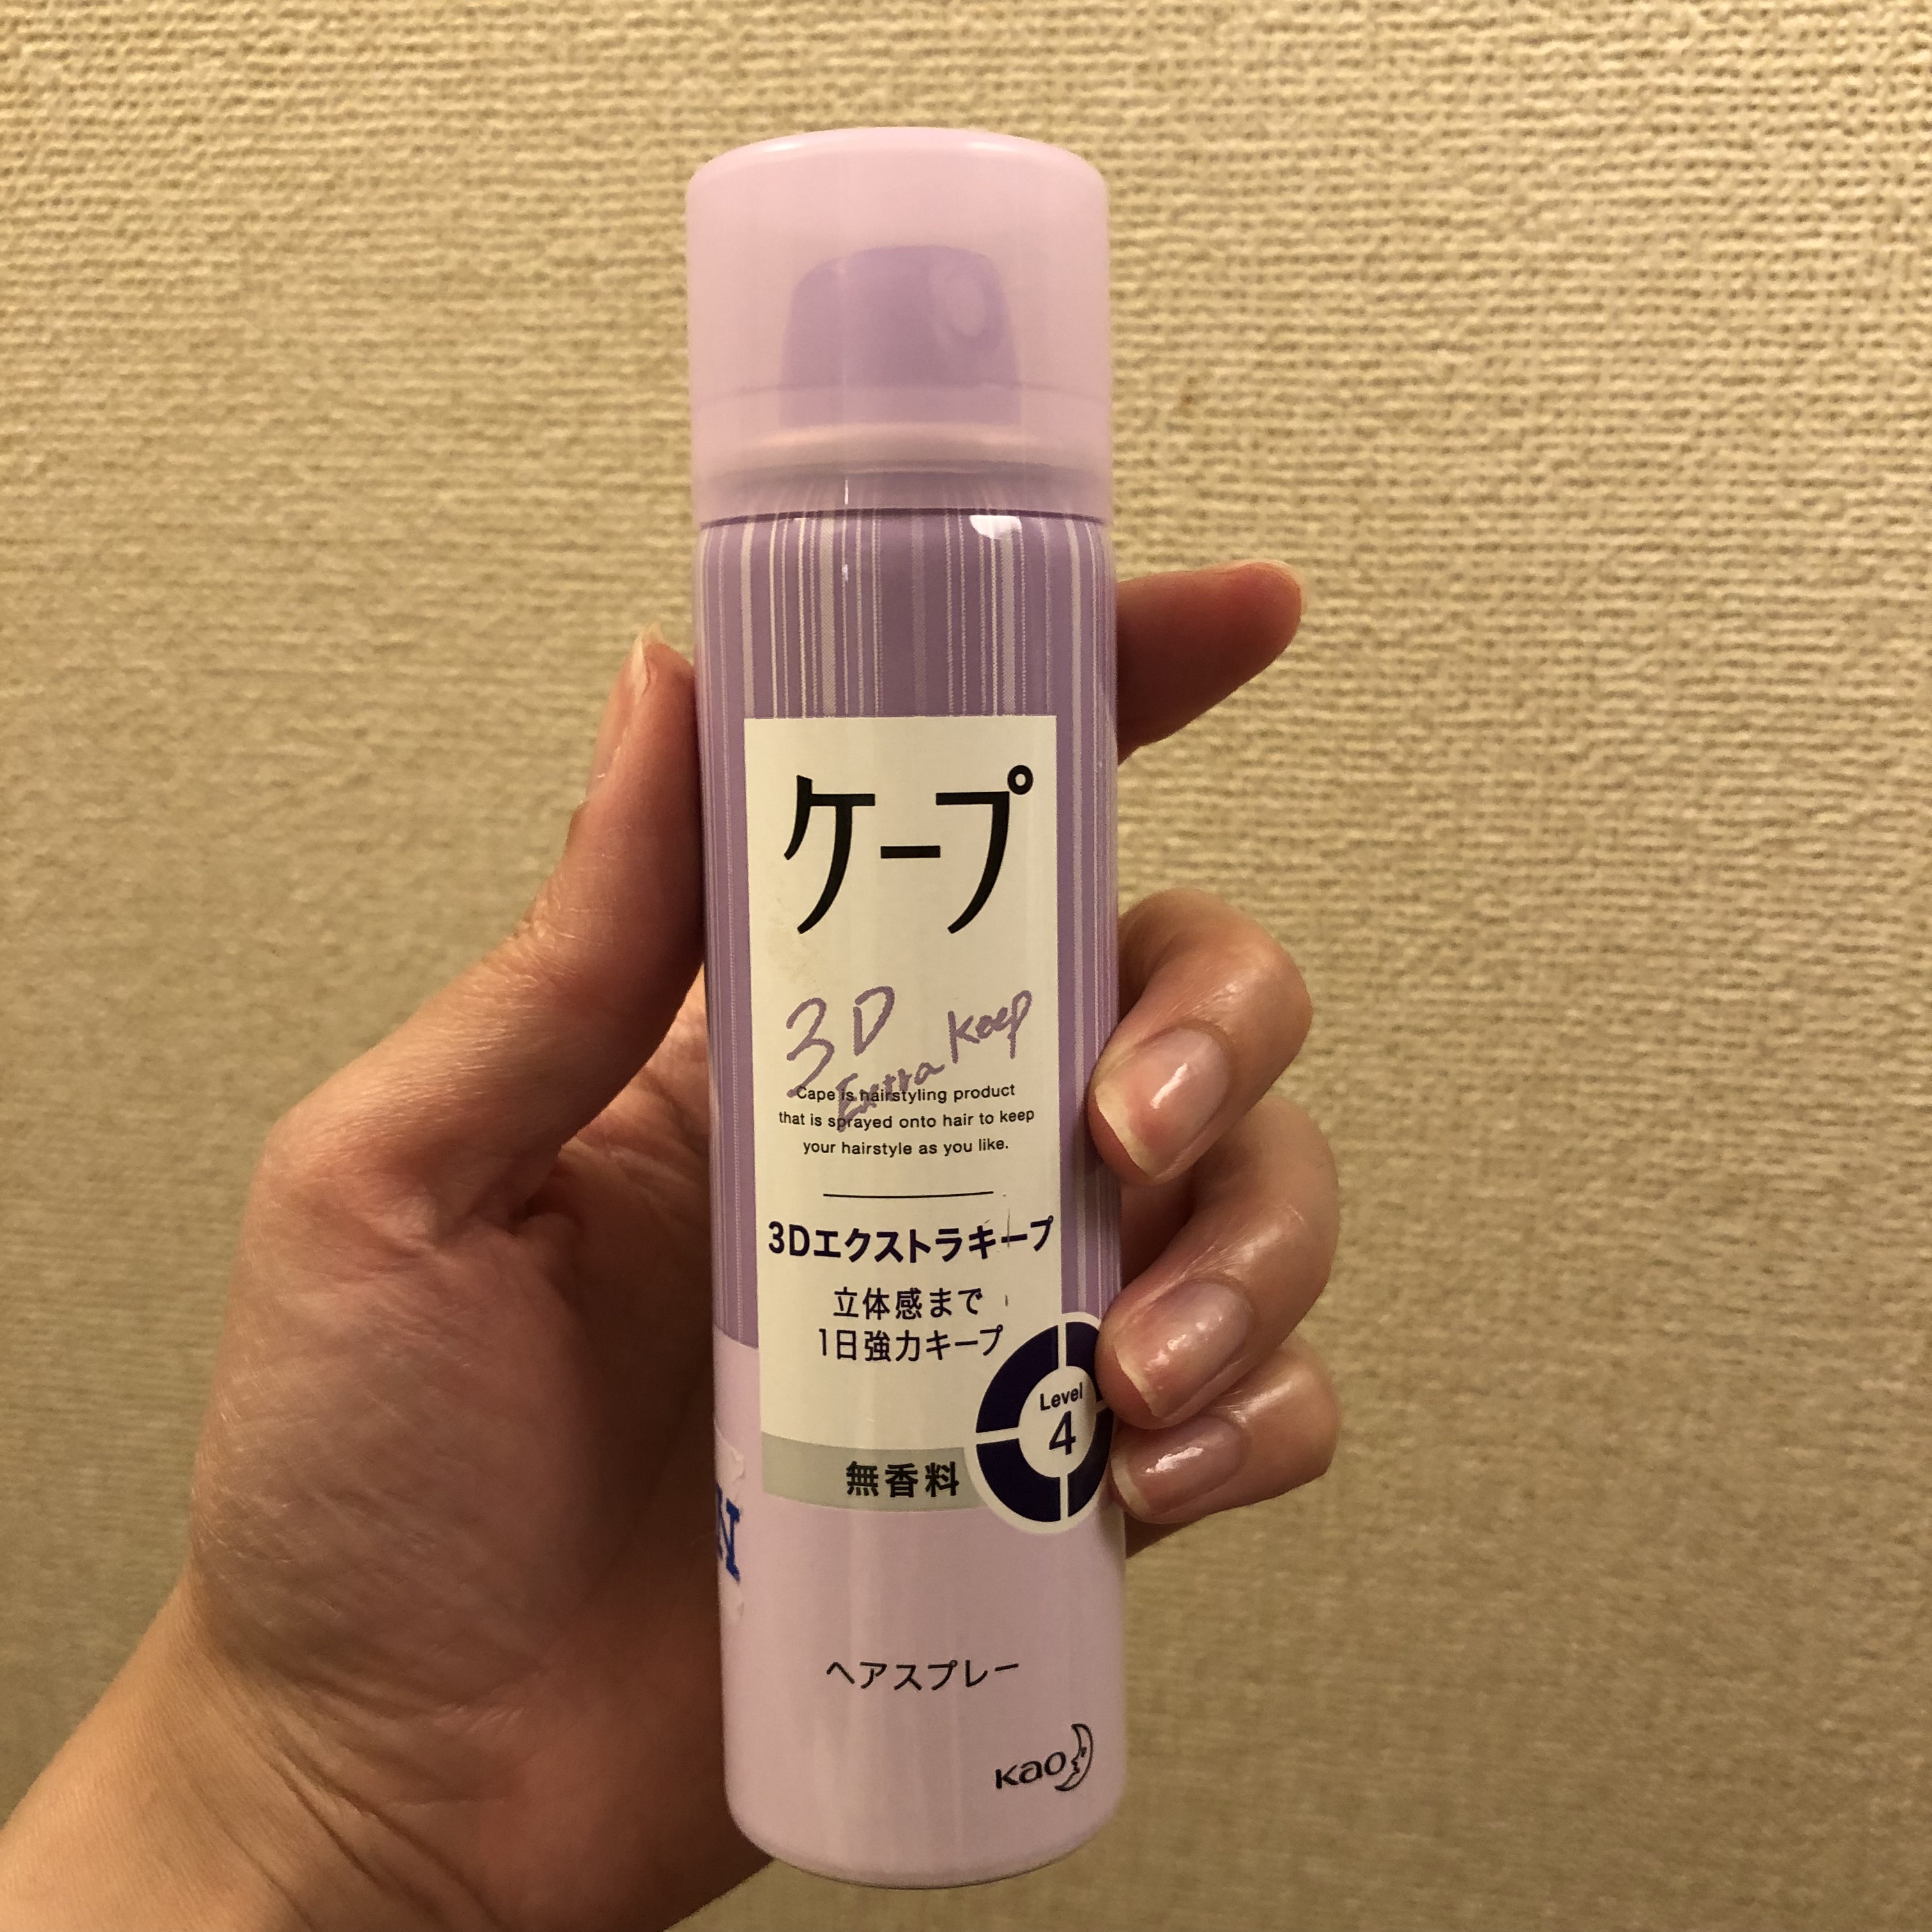 ケープ
3D
Extra Keep
Cape is hairstyling product
that is sprayed onto hair to keep
your hairstyle as you like.
3Dエクストラキープ
立体感まで
1日強力キープ
Level
4
無香料
N
ヘアスプレー
Kao